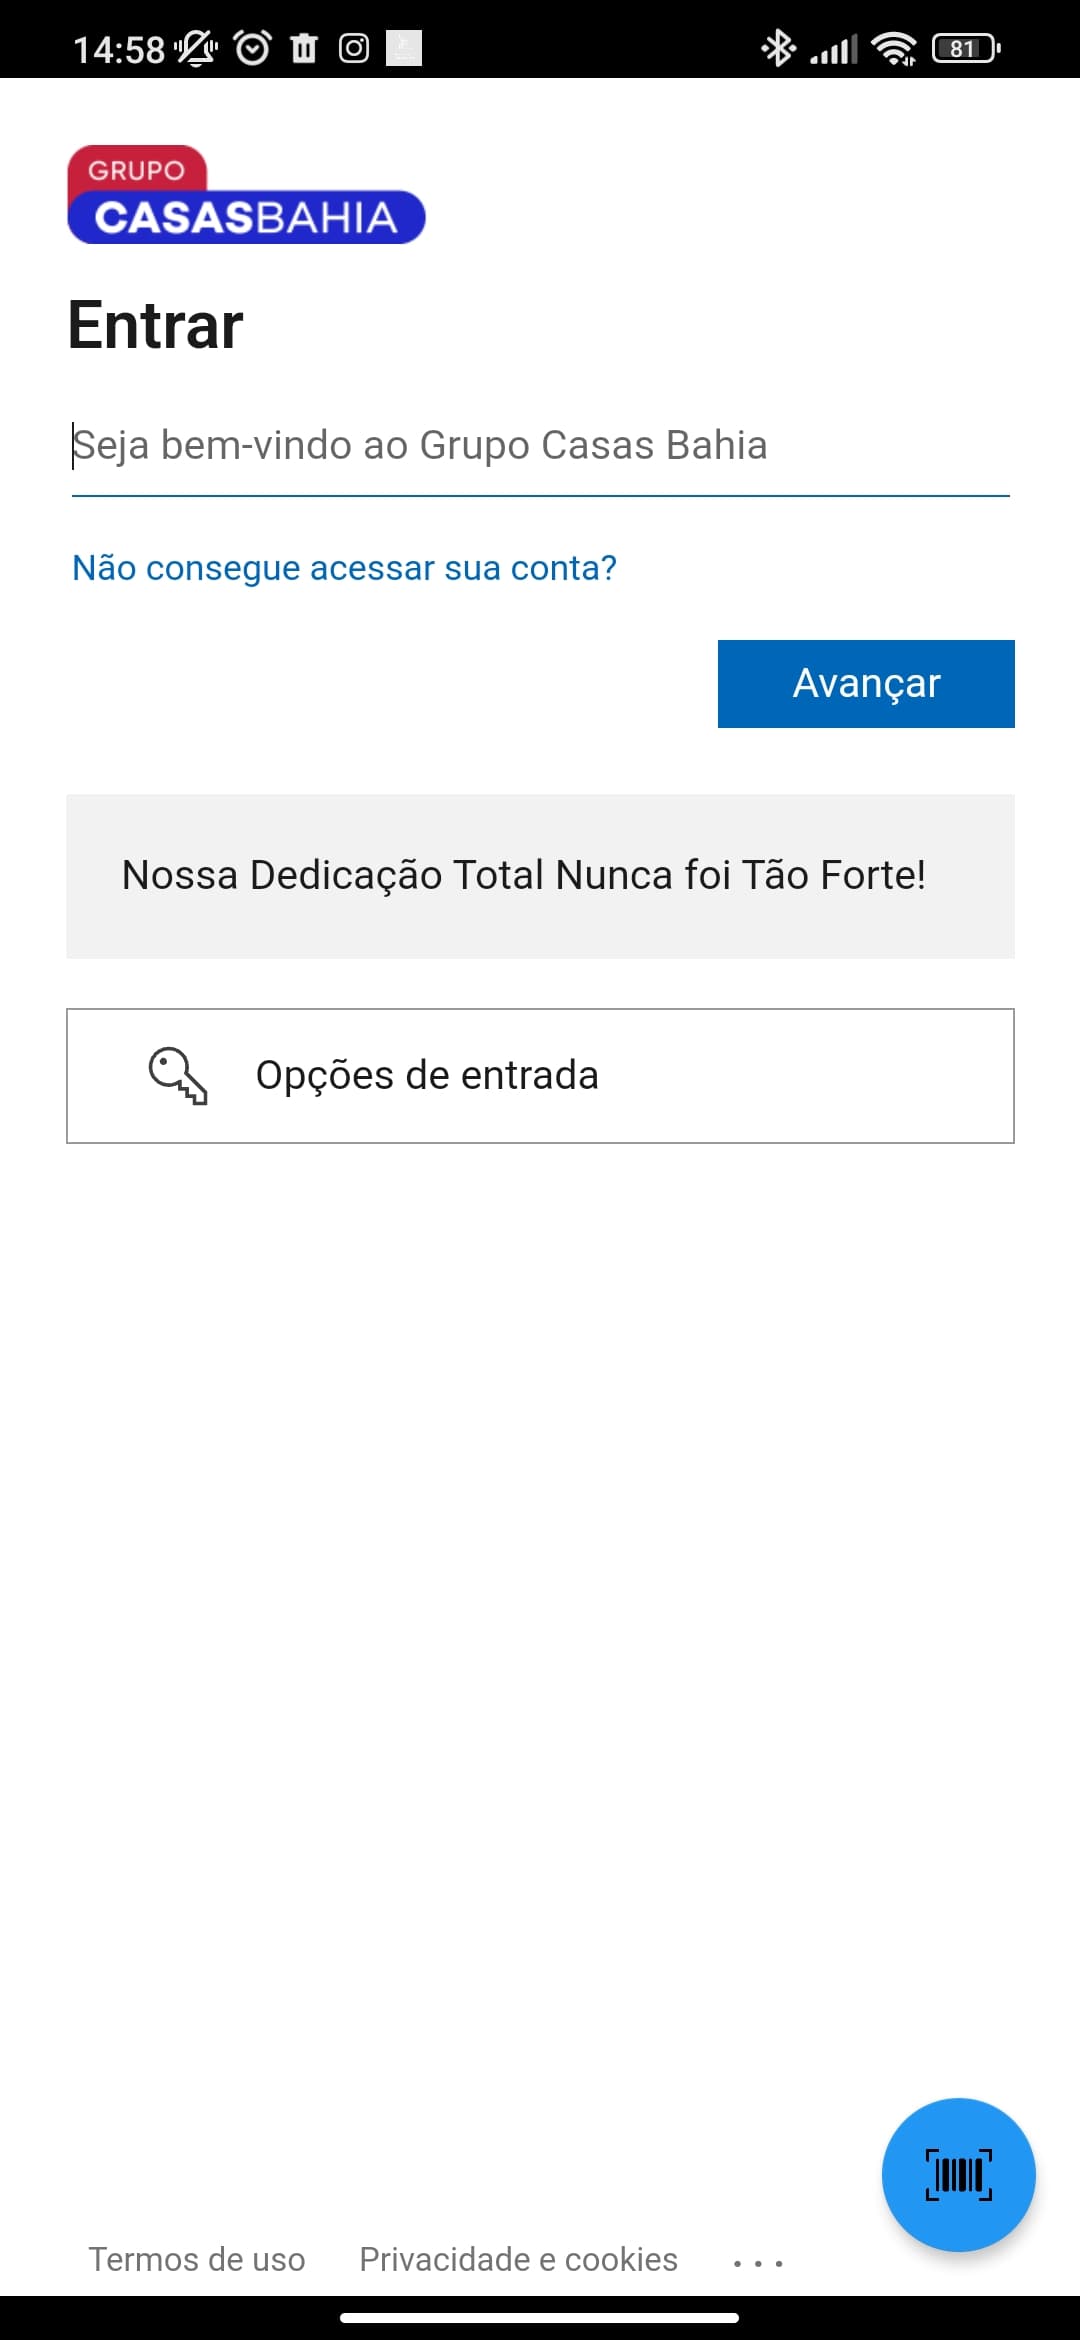 14:58
81
GRUPO
CASASBAHIA
Entrar
Seja bem-vindo ao Grupo Casas Bahia
Não consegue acessar sua conta?
Avançar
Nossa Dedicação Total Nunca foi Tão Forte!
Opções de entrada
Termos de uso Privacidade e cookies ...